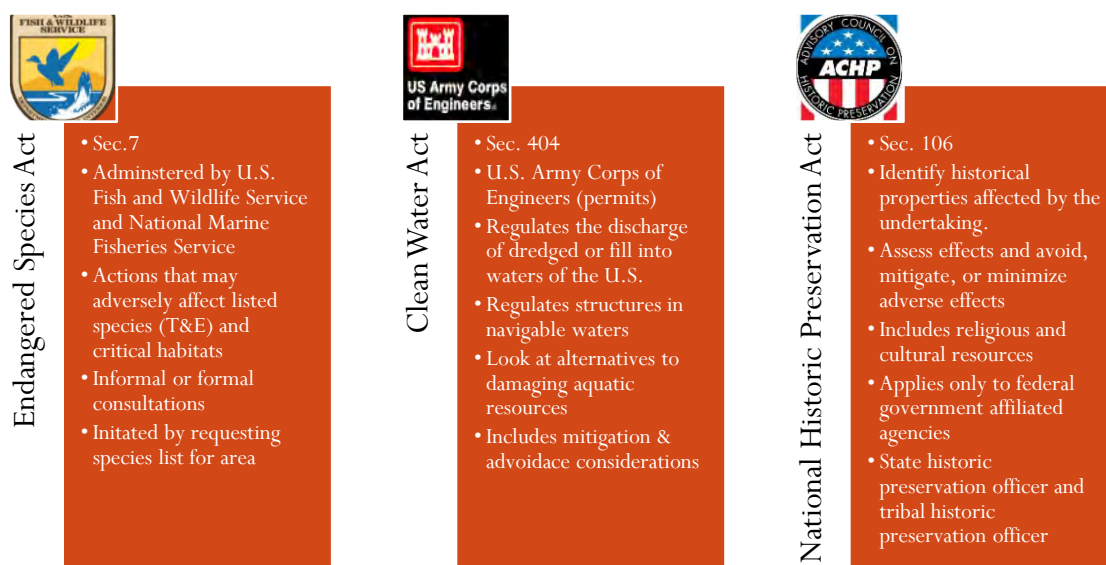 U.S.
FISH & WILDLIFE
SERVICE
Endangered Species Act
• Sec.7
• Adminstered by U.S.
Fish and Wildlife Service
and National Marine
Fisheries Service
• Actions that may
adversely affect listed
species (T&E) and
critical habitats
• Informal or formal
consultations
• Initated by requesting
species list for area
US Army Corps
of Engineers
Clean Water Act
• Sec. 404
• U.S. Army Corps of
Engineers (permits)
• Regulates the discharge
of dredged or fill into
waters of the U.S.
• Regulates structures in
navigable waters
• Look at alternatives to
damaging aquatic
resources
• Includes mitigation &
advoidace considerations
ADVISORY COUNCIL ON
ACHP
HISTORIC PRESERVATION
National Historic Preservation Act
• Sec. 106
• Identify historical
properties affected by the
undertaking.
• Assess effects and avoid,
mitigate, or minimize
adverse effects
• Includes religious and
cultural resources
• Applies only to federal
government affiliated
agencies
• State historic
preservation officer and
tribal historic
preservation officer